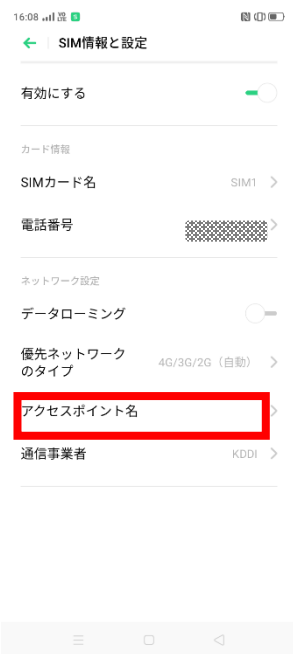 16:08
SIM情報と設定
有効にする
カード情報
SIMカード名 SIM1
電話番号
ネットワーク設定
データローミング
優先ネットワーク
のタイプ 4G/3G/2G（自動）
アクセスポイント名
通信事業者 KDDI